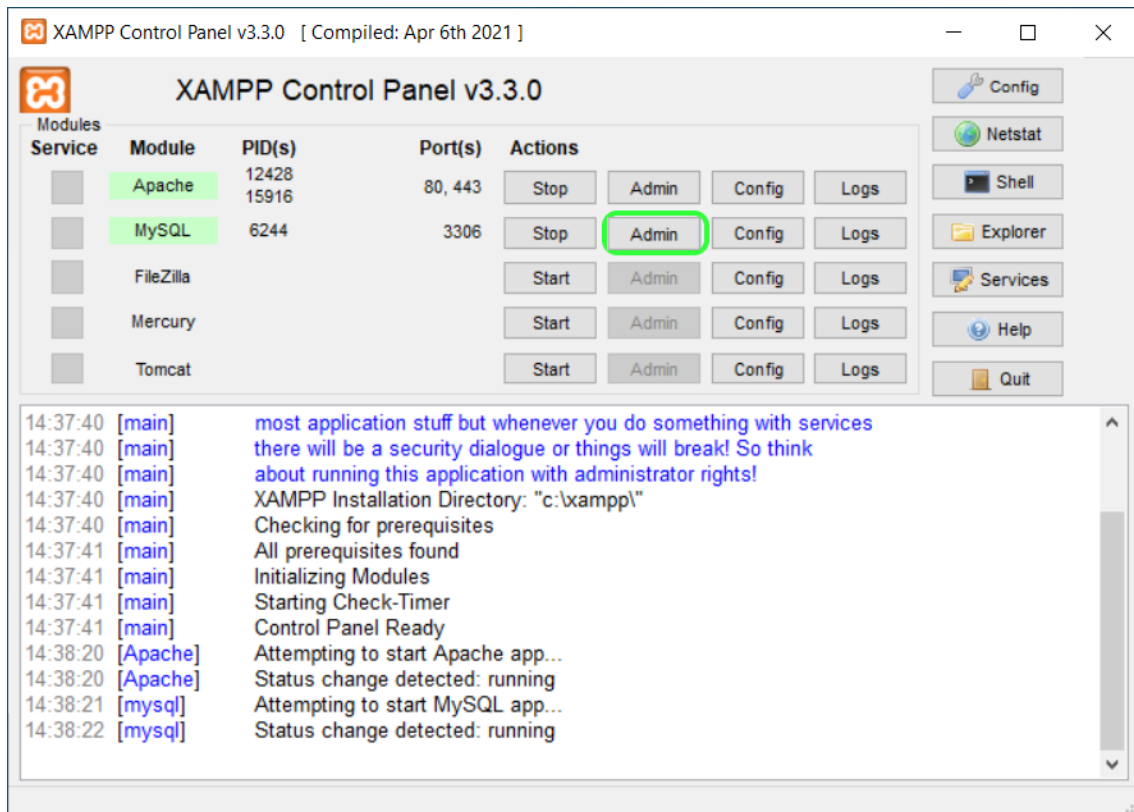 XAMPP Control Panel v3.3.0 [ Compiled: Apr 6th 2021 ]
XAMPP Control Panel v3.3.0
Config
Modules
Service Module PID(s) Port(s) Actions
Netstat
Apache 12428 15916 80, 443 Stop Admin Config Logs
Shell
MySQL 6244 3306 Stop Admin Config Logs
Explorer
FileZilla Start Admin Config Logs
Services
Mercury Start Admin Config Logs
Help
Tomcat Start Admin Config Logs
Quit
14:37:40 [main] most application stuff but whenever you do something with services
14:37:40 [main] there will be a security dialogue or things will break! So think
14:37:40 [main] about running this application with administrator rights!
14:37:40 [main] XAMPP Installation Directory: "c:\xampp\"
14:37:40 [main] Checking for prerequisites
14:37:41 [main] All prerequisites found
14:37:41 [main] Initializing Modules
14:37:41 [main] Starting Check-Timer
14:37:41 [main] Control Panel Ready
14:38:20 [Apache] Attempting to start Apache app...
14:38:20 [Apache] Status change detected: running
14:38:21 [mysql] Attempting to start MySQL app...
14:38:22 [mysql] Status change detected: running